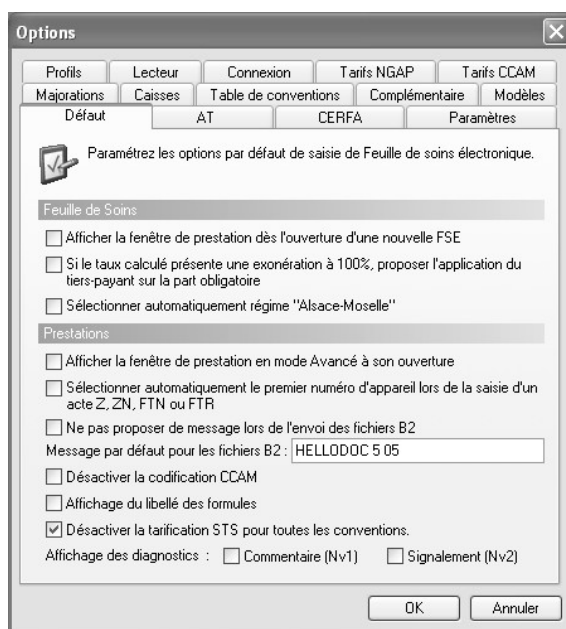 Options
Profils Lecteur Connexion Tarifs NGAP Tarifs CCAM
Majorations Caisses Table de conventions Complémentaire Modèles
Défaut AT CERFA Paramètres
Paramétrez les options par défaut de saisie de Feuille de soins électronique.
Feuille de Soins
Afficher la fenêtre de prestation dès l'ouverture d'une nouvelle FSE
Si le taux calculé présente une exonération à 100%, proposer l'application du
tiers-payant sur la part obligatoire
Sélectionner automatiquement régime "Alsace-Moselle"
Prestations
Afficher la fenêtre de prestation en mode Avancé à son ouverture
Sélectionner automatiquement le premier numéro d'appareil lors de la saisie d'un
acte Z, ZN, FTN ou FTR
Ne pas proposer de message lors de l'envoi des fichiers B2
Message par défaut pour les fichiers B2 : HELLODOC 5 05
Désactiver la codification CCAM
Affichage du libellé des formules
Désactiver la tarification STS pour toutes les conventions.
Affichage des diagnostics : Commentaire (Nv1) Signalement (Nv2)
OK Annuler